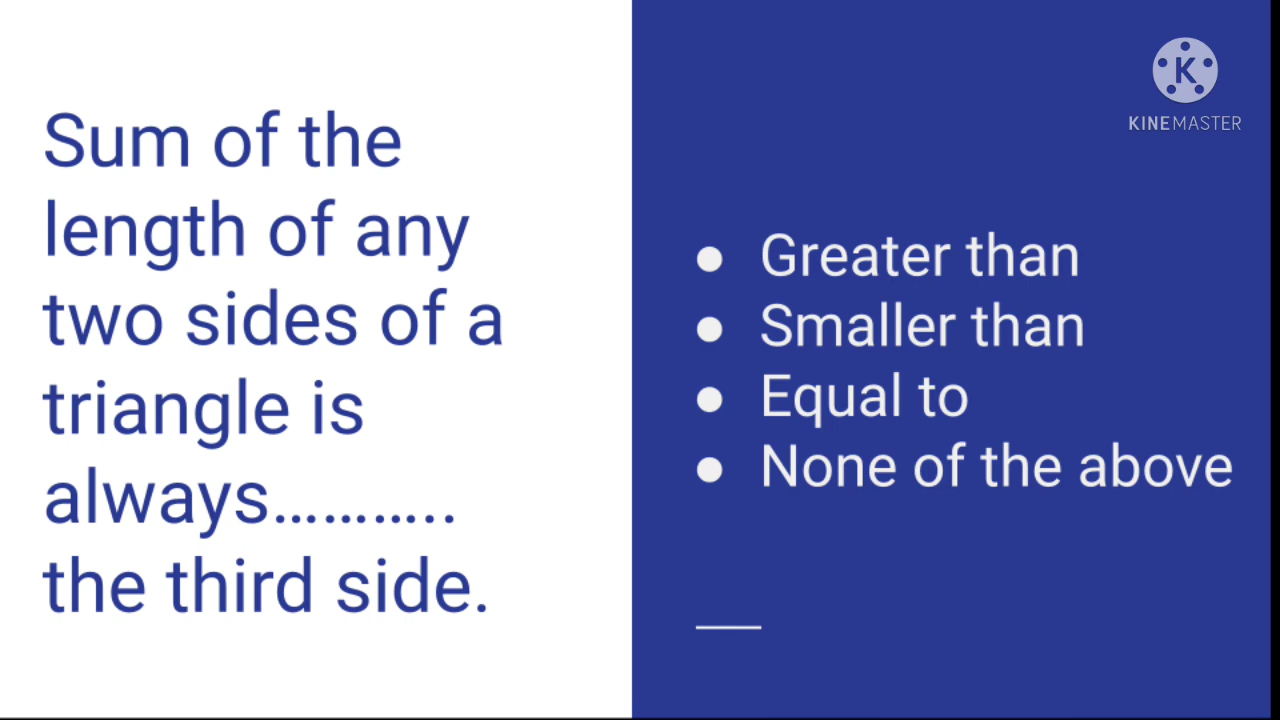 Sum of the
length of any
two sides of a
triangle is
always………..
the third side.
K
KINEMASTER
● Greater than
● Smaller than
● Equal to
● None of the above